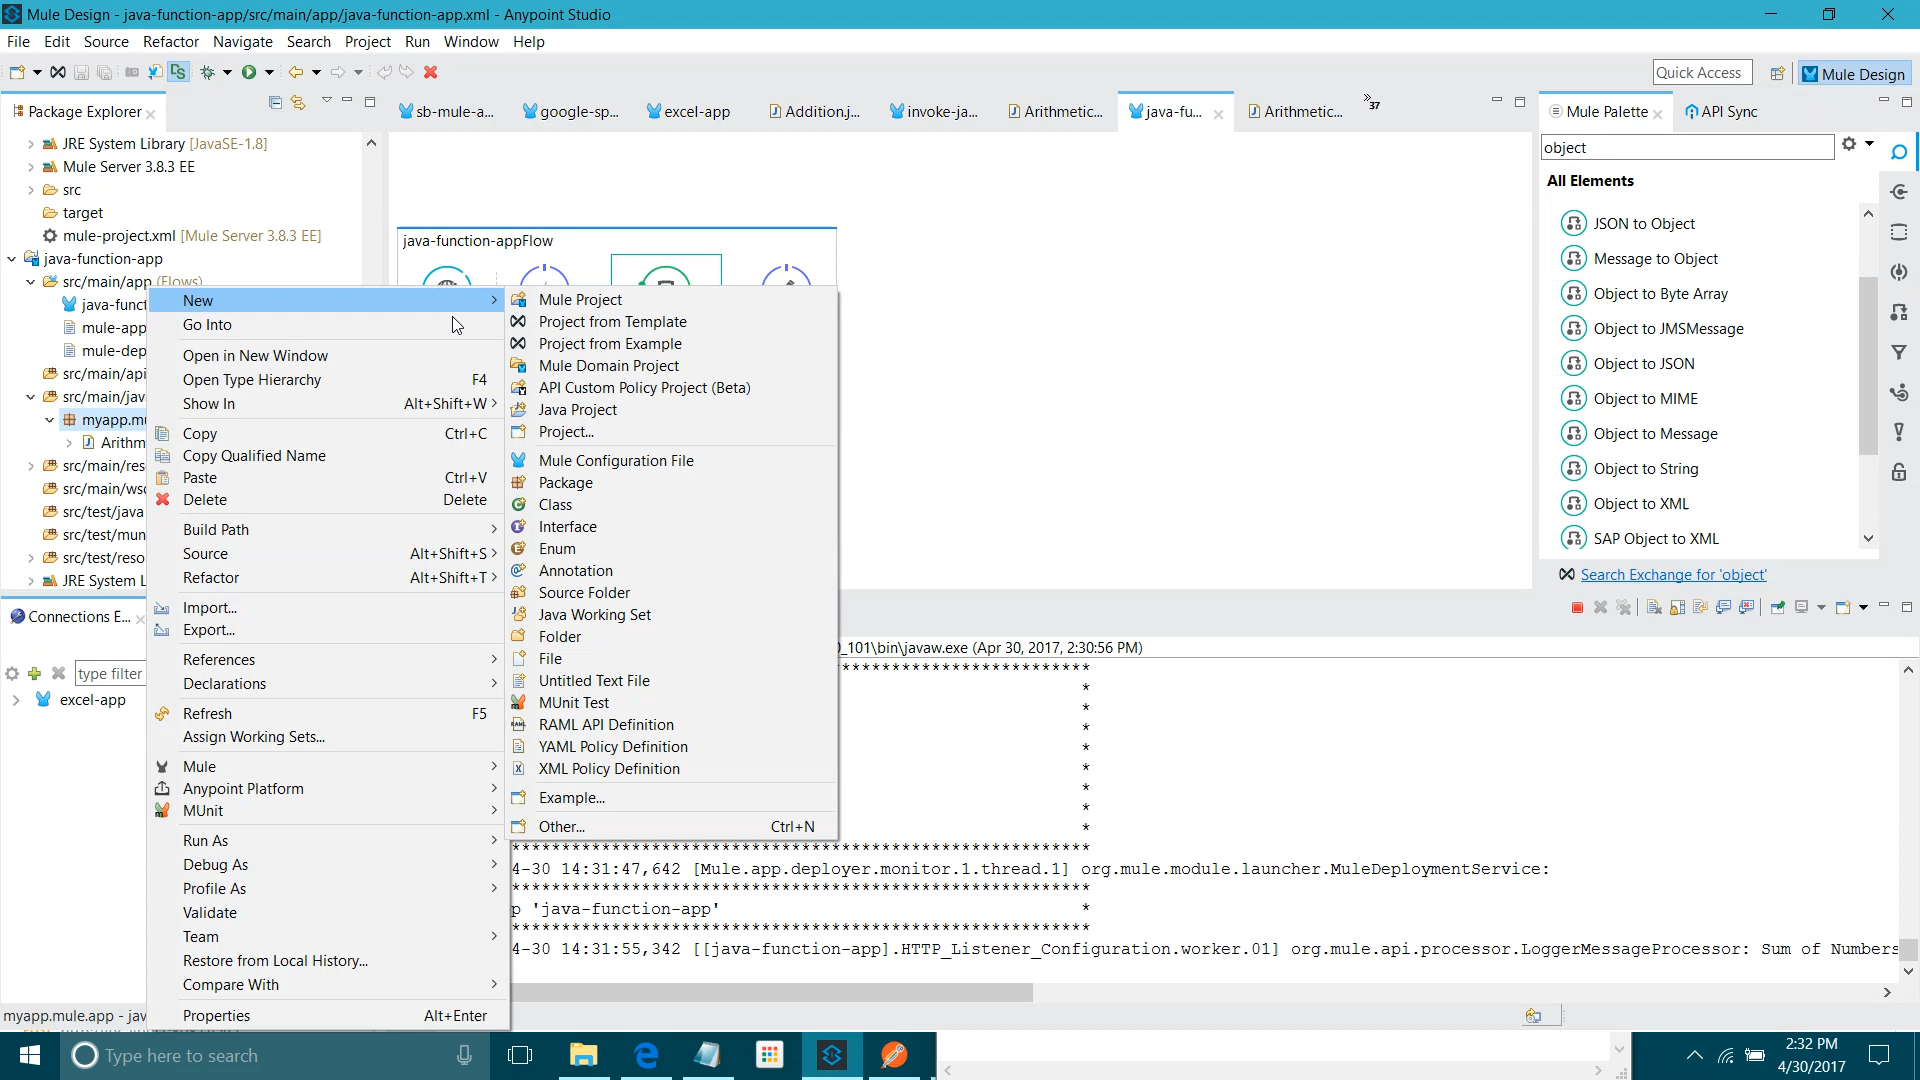 Mule Design - java-function-app/src/main/app/java-function-app.xml - Anypoint Studio
File Edit Source Refactor Navigate Search Project Run Window Help
Quick Access
Mule Design
Package Explorer
sb-mule-a...
google-sp...
excel-app
Addition.j...
invoke-ja...
Arithmetic...
java-fu...
Arithmetic...
37
Mule Palette
API Sync
JRE System Library [JavaSE-1.8]
Mule Server 3.8.3 EE
src
target
mule-project.xml [Mule Server 3.8.3 EE]
java-function-app
src/main/app (Flows)
java-funct
mule-app
mule-dep
src/main/api
src/main/jav
myapp.mu
Arithm
src/main/res
src/main/wsd
src/test/java
src/test/mun
src/test/reso
JRE System L
Connections E...
type filter
excel-app
java-function-appFlow
New
Go Into
Open in New Window
Open Type Hierarchy F4
Show In Alt+Shift+W
Copy Ctrl+C
Copy Qualified Name
Paste Ctrl+V
Delete Delete
Build Path
Source Alt+Shift+S
Refactor Alt+Shift+T
Import...
Export...
References
Declarations
Refresh F5
Assign Working Sets...
Mule
Anypoint Platform
MUnit
Run As
Debug As
Profile As
Validate
Team
Restore from Local History...
Compare With
Properties Alt+Enter
Mule Project
Project from Template
Project from Example
Mule Domain Project
API Custom Policy Project (Beta)
Java Project
Project...
Mule Configuration File
Package
Class
Interface
Enum
Annotation
Source Folder
Java Working Set
Folder
File
Untitled Text File
MUnit Test
RAML API Definition
YAML Policy Definition
XML Policy Definition
Example...
Other... Ctrl+N
object
All Elements
JSON to Object
Message to Object
Object to Byte Array
Object to JMSMessage
Object to JSON
Object to MIME
Object to Message
Object to String
Object to XML
SAP Object to XML
Search Exchange for 'object'
_101\bin\javaw.exe (Apr 30, 2017, 2:30:56 PM)
*************************
*
*
*
*
*
*
*
*
**********************************************************
4-30 14:31:47,642 [Mule.app.deployer.monitor.1.thread.1] org.mule.module.launcher.MuleDeploymentService:
**********************************************************
p 'java-function-app' *
**********************************************************
4-30 14:31:55,342 [[java-function-app].HTTP_Listener_Configuration.worker.01] org.mule.api.processor.LoggerMessageProcessor: Sum of Numbers
myapp.mule.app - jav
Type here to search
2:32 PM
4/30/2017